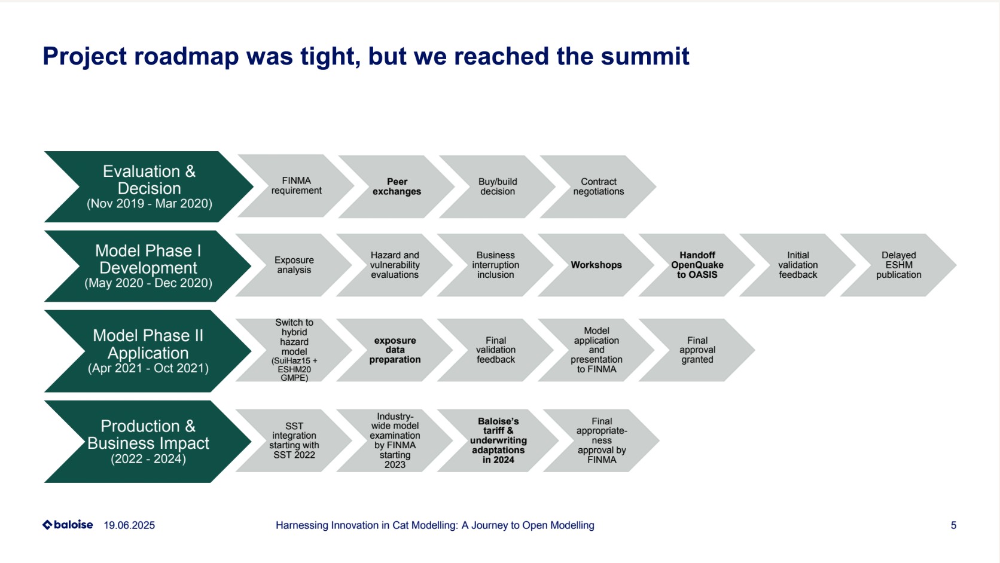 Project roadmap was tight, but we reached the summit
Evaluation &
Decision
(Nov 2019 - Mar 2020)
FINMA
requirement
Peer
exchanges
Buy/build
decision
Contract
negotiations
Model Phase I
Development
(May 2020 - Dec 2020)
Exposure
analysis
Hazard and
vulnerability
evaluations
Business
interruption
inclusion
Workshops
Handoff
OpenQuake
to OASIS
Initial
validation
feedback
Delayed
ESHM
publication
Model Phase II
Application
(Apr 2021 - Oct 2021)
Switch to
hybrid
hazard
model
(SuiHaz15 +
ESHM20
GMPE)
exposure
data
preparation
Final
validation
feedback
Model
application
and
presentation
to FINMA
Final
approval
granted
Production &
Business Impact
(2022 - 2024)
SST
integration
starting with
SST 2022
Industry-
wide model
examination
by FINMA
starting
2023
Baloise’s
tariff &
underwriting
adaptations
in 2024
Final
appropriate-
ness
approval by
FINMA
baloise 19.06.2025
Harnessing Innovation in Cat Modelling: A Journey to Open Modelling
5